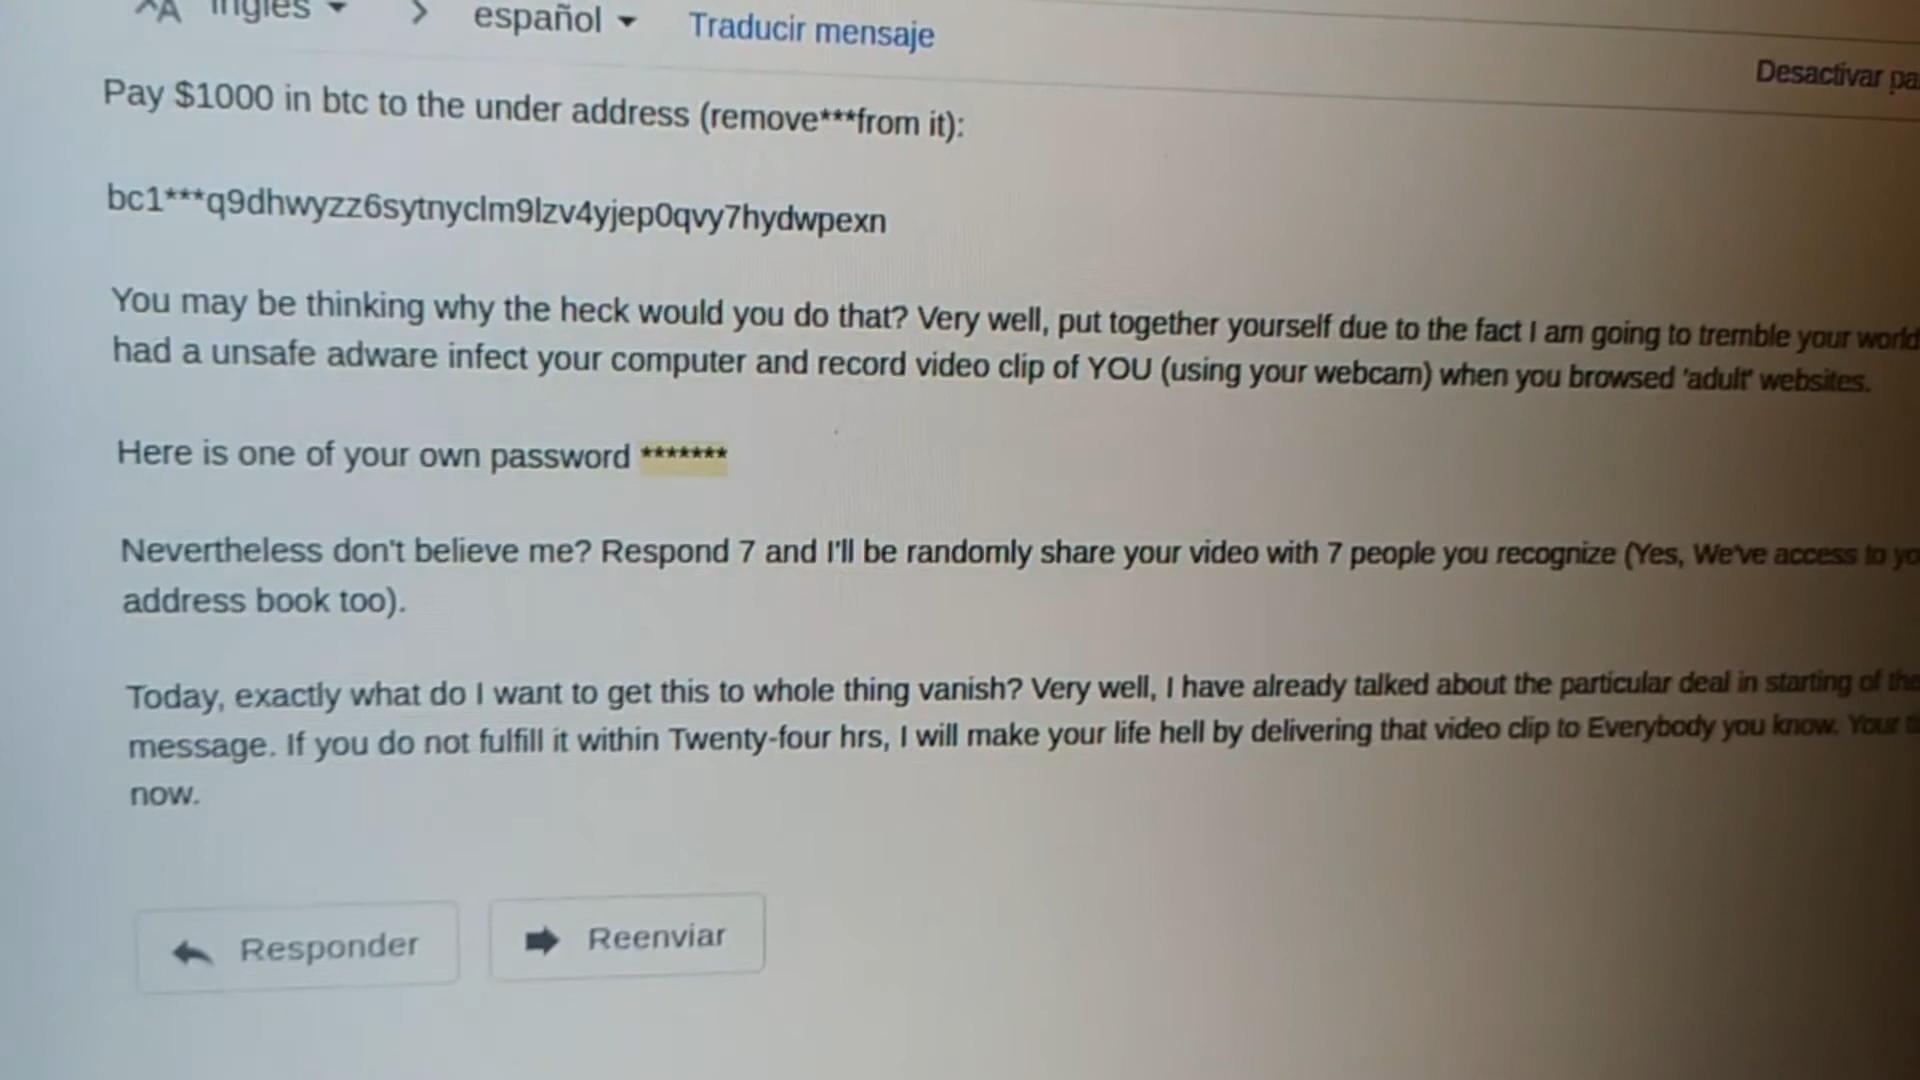 inglés > español Traducir mensaje
Desactivar
Pay $1000 in btc to the under address (remove***from it):
bc1***q9dhwyzz6sytnyclm9lzv4yjep0qvy7hydwpexn
You may be thinking why the heck would you do that? Very well, put together yourself due to the fact I am going to tremble your world
had a unsafe adware infect your computer and record video clip of YOU (using your webcam) when you browsed 'adult' websites.
Here is one of your own password *******
Nevertheless don't believe me? Respond 7 and I'll be randomly share your video with 7 people you recognize (Yes, We've access to
address book too).
Today, exactly what do I want to get this to whole thing vanish? Very well, I have already talked about the particular deal in starting of the
message. If you do not fulfill it within Twenty-four hrs, I will make your life hell by delivering that video clip to Everybody you know. Your
now.
Responder
Reenviar